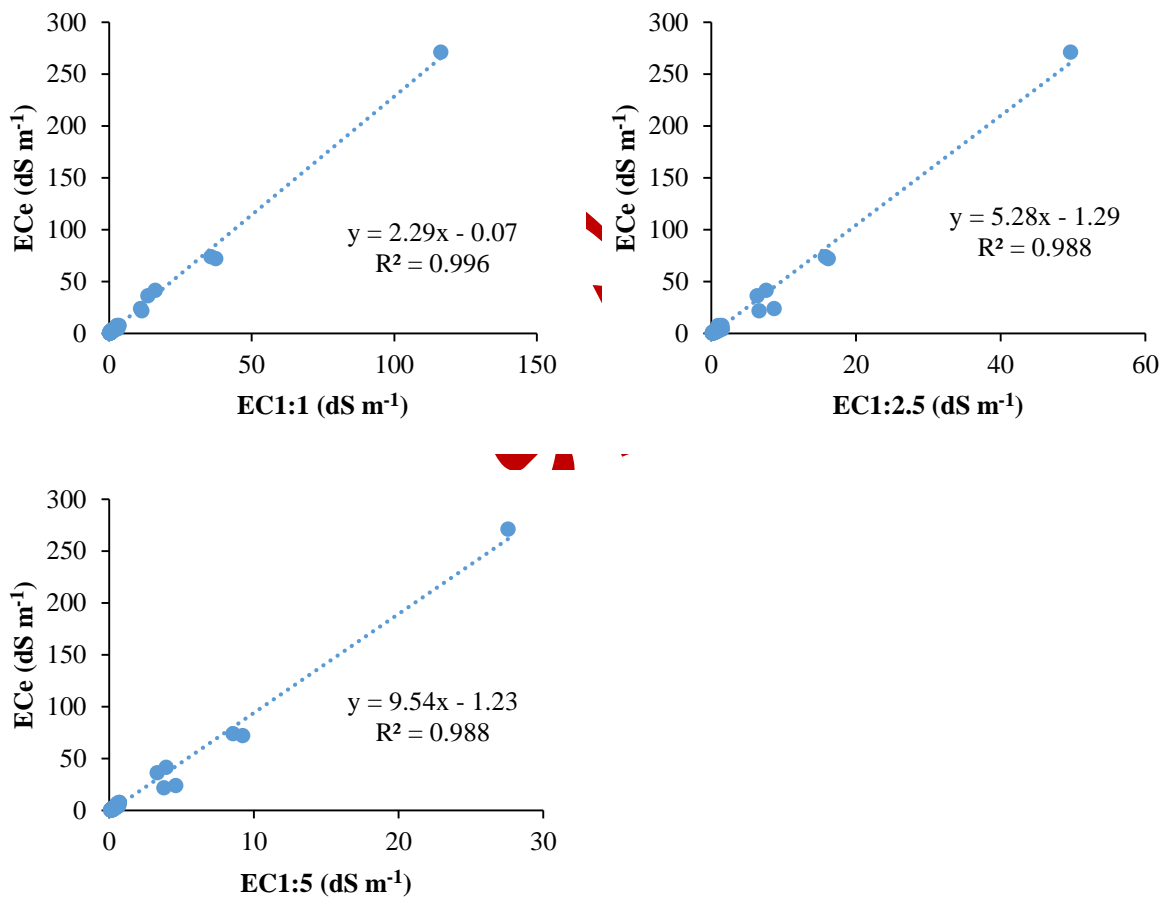 300
250
200
150
100
50
0
ECe (dS m⁻¹)
y = 2.29x - 0.07
R² = 0.996
0 50 100 150
EC1:1 (dS m⁻¹)
300
250
200
150
100
50
0
ECe (dS m⁻¹)
y = 5.28x - 1.29
R² = 0.988
0 20 40 60
EC1:2.5 (dS m⁻¹)
300
250
200
150
100
50
0
ECe (dS m⁻¹)
y = 9.54x - 1.23
R² = 0.988
0 10 20 30
EC1:5 (dS m⁻¹)